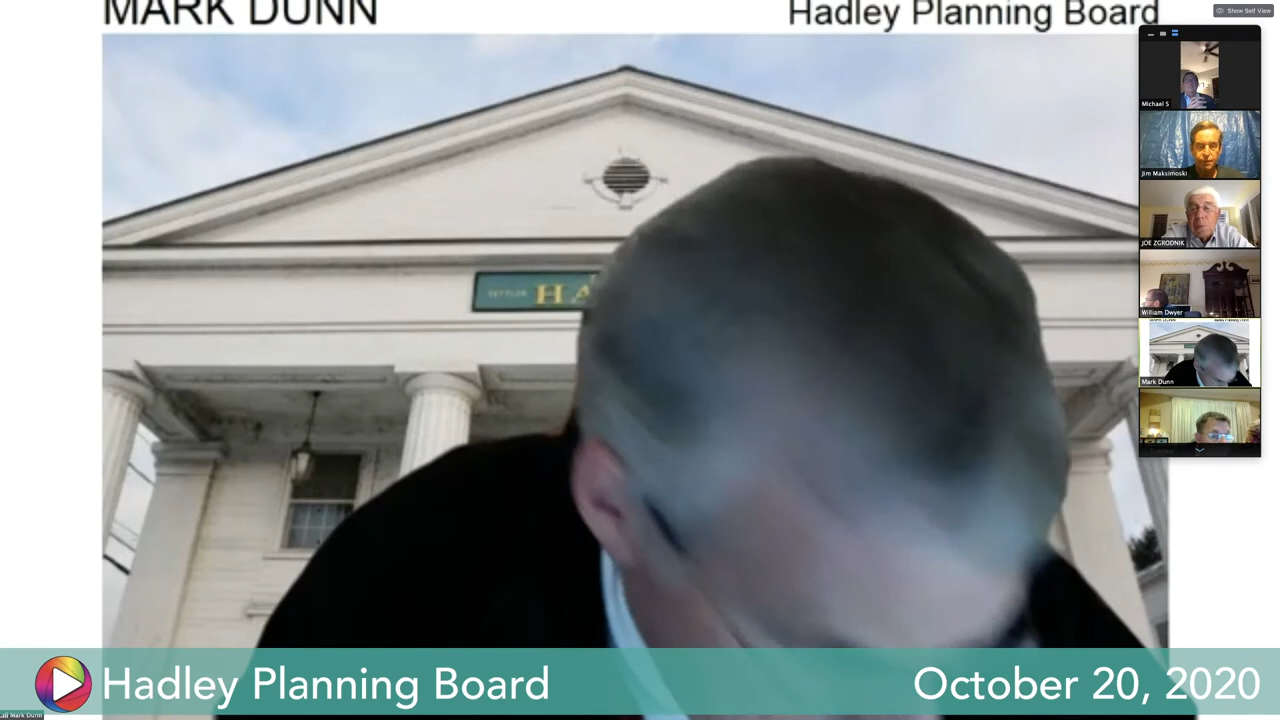 MARK DUNN
Hadley Planning Board
Show Self View
Michael S
Jim Maksimoski
JOE ZGRODNIK
William Dwyer
Mark Dunn
HA
Hadley Planning Board
October 20, 2020
Mark Dunn